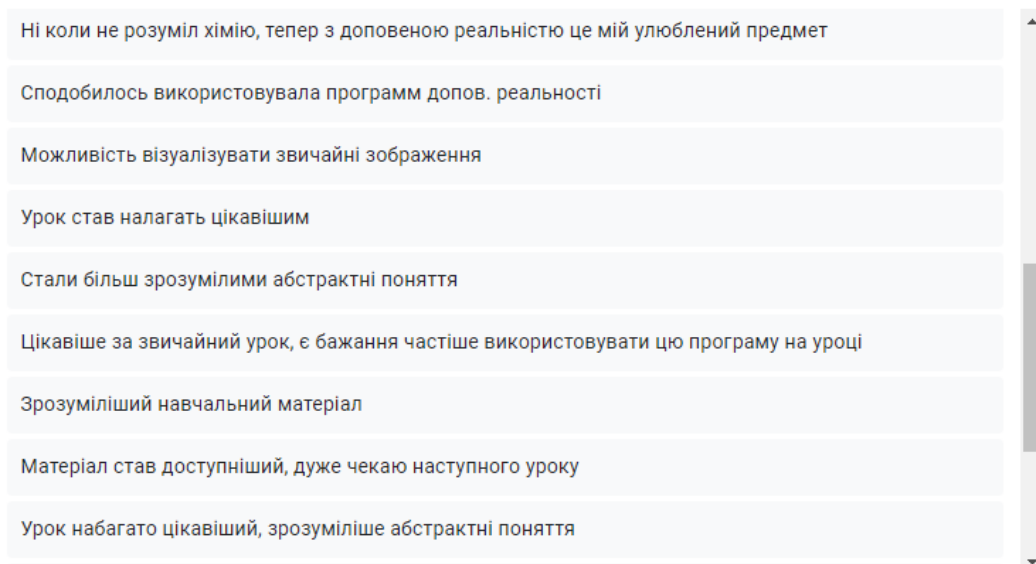 Ні коли не розуміл хімію, тепер з доповеною реальністю це мій улюблений предмет
Сподобилось використовувала программ допов. реальності
Можливість візуалізувати звичайні зображення
Урок став налагать цікавішим
Стали більш зрозумілими абстрактні поняття
Цікавіше за звичайний урок, є бажання частіше використовувати цю програму на уроці
Зрозуміліший навчальний матеріал
Матеріал став доступніший, дуже чекаю наступного уроку
Урок набагато цікавіший, зрозуміліше абстрактні поняття